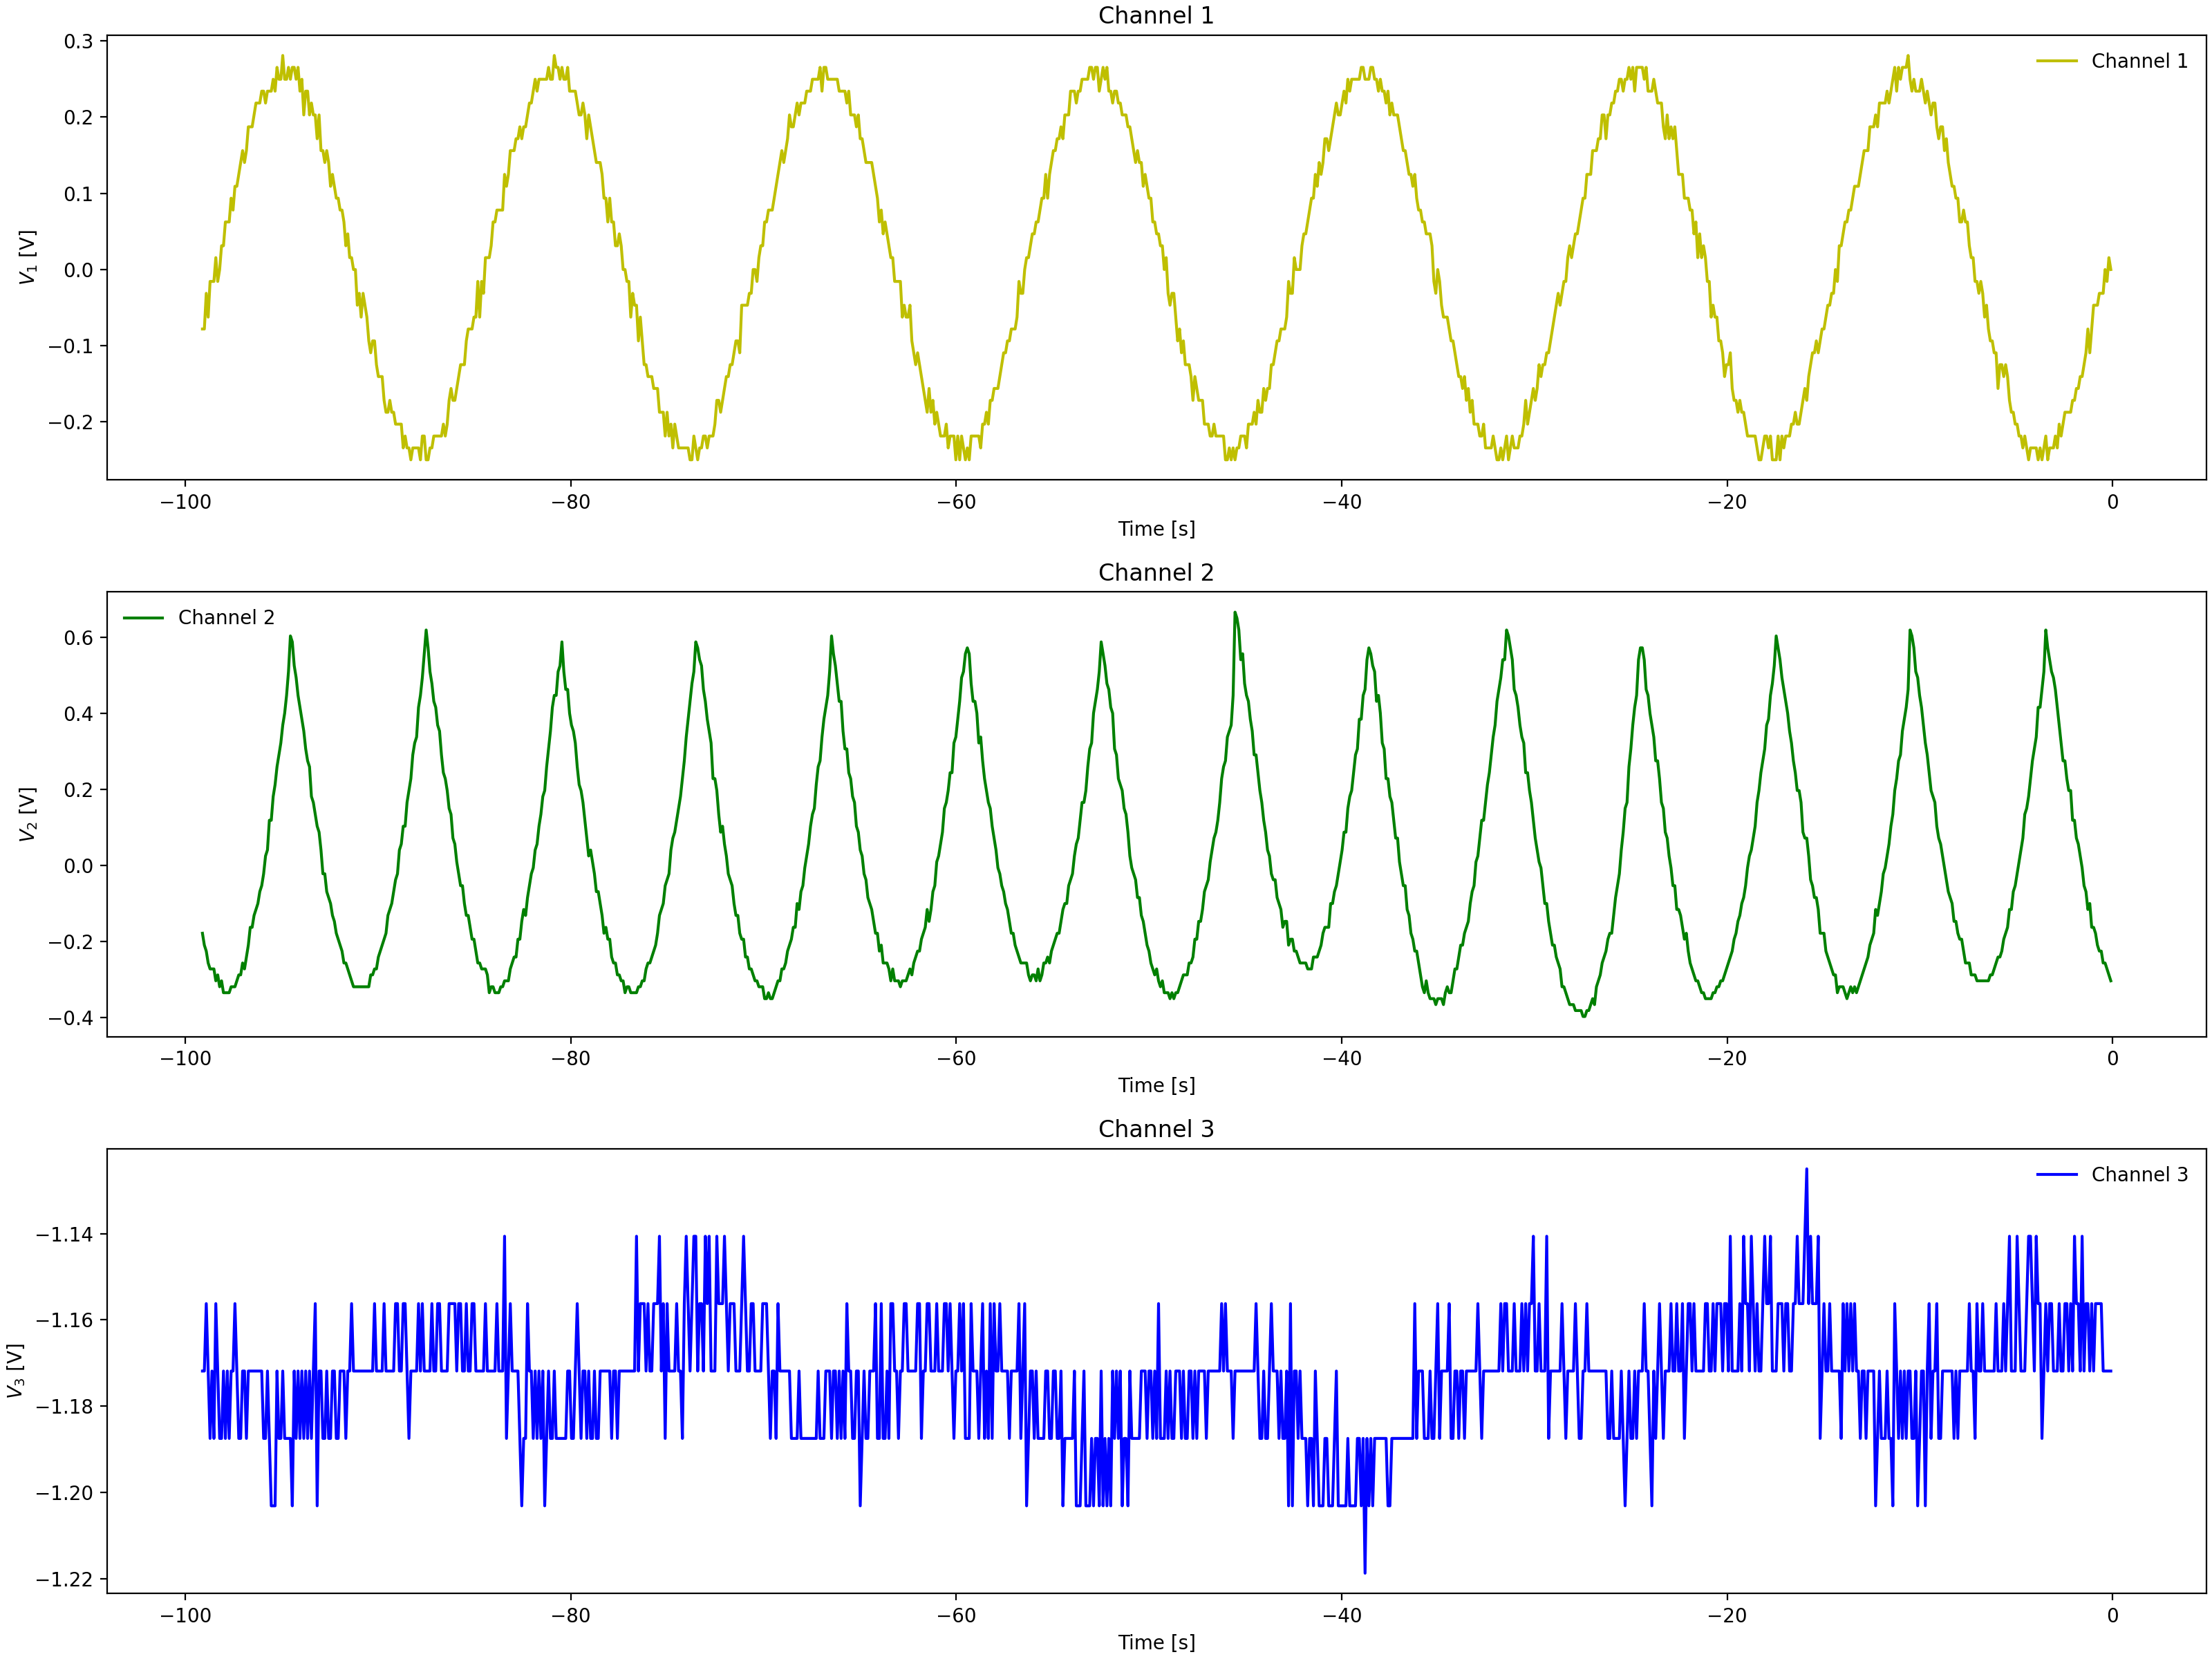 Channel 1
Channel 1
0.3
0.2
0.1
0.0
−0.1
−0.2
V₁ [V]
−100 −80 −60 −40 −20 0
Time [s]
Channel 2
Channel 2
0.6
0.4
0.2
0.0
−0.2
−0.4
V₂ [V]
−100 −80 −60 −40 −20 0
Time [s]
Channel 3
Channel 3
−1.14
−1.16
−1.18
−1.20
−1.22
V₃ [V]
−100 −80 −60 −40 −20 0
Time [s]